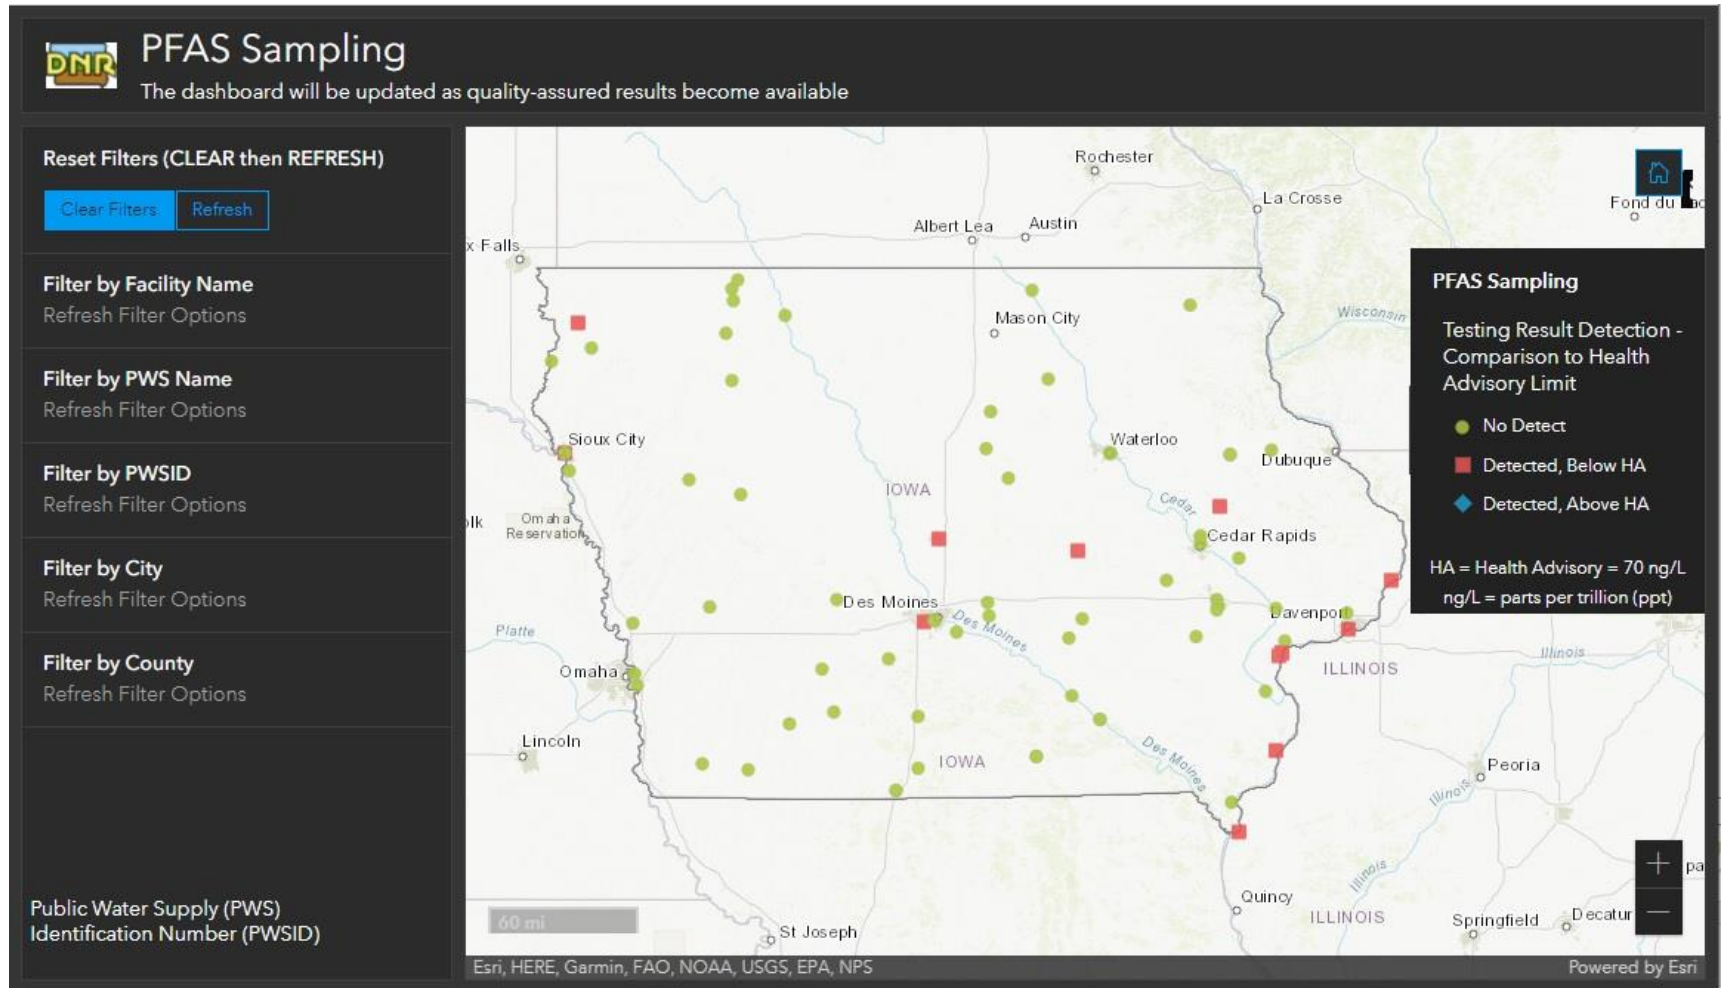 DNR
PFAS Sampling
The dashboard will be updated as quality-assured results become available
Reset Filters (CLEAR then REFRESH)
Clear Filters
Refresh
Filter by Facility Name
Refresh Filter Options
Filter by PWS Name
Refresh Filter Options
Filter by PWSID
Refresh Filter Options
Filter by City
Refresh Filter Options
Filter by County
Refresh Filter Options
Public Water Supply (PWS)
Identification Number (PWSID)
Rochester
La Crosse
Fond du
Albert Lea
Austin
x Falls
Mason City
Wisconsin
Sioux City
Waterloo
Dubuque
IOWA
Cedar
lk
Omaha
Reservation
Cedar Rapids
Des Moines
Des Moines
Davenport
Platte
Omaha
ILLINOIS
Illinois
Lincoln
IOWA
Des Moines
Peoria
Illinois
Illinois
Quincy
ILLINOIS
Springfield
Decatur
pa
St Joseph
60 mi
PFAS Sampling
Testing Result Detection -
Comparison to Health
Advisory Limit
No Detect
Detected, Below HA
Detected, Above HA
HA = Health Advisory = 70 ng/L
ng/L = parts per trillion (ppt)
+
−
Esri, HERE, Garmin, FAO, NOAA, USGS, EPA, NPS
Powered by Esri